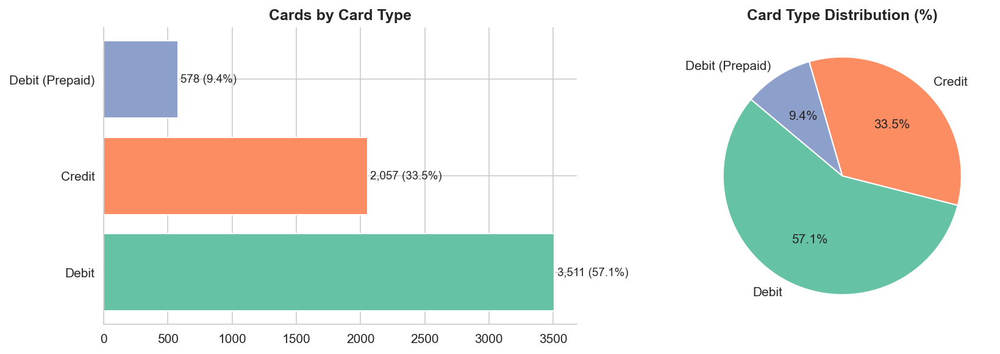 Cards by Card Type
Debit (Prepaid)
578 (9.4%)
Credit
2,057 (33.5%)
Debit
3,511 (57.1%)
0 500 1000 1500 2000 2500 3000 3500
Card Type Distribution (%)
Debit (Prepaid)
Credit
9.4%
33.5%
57.1%
Debit